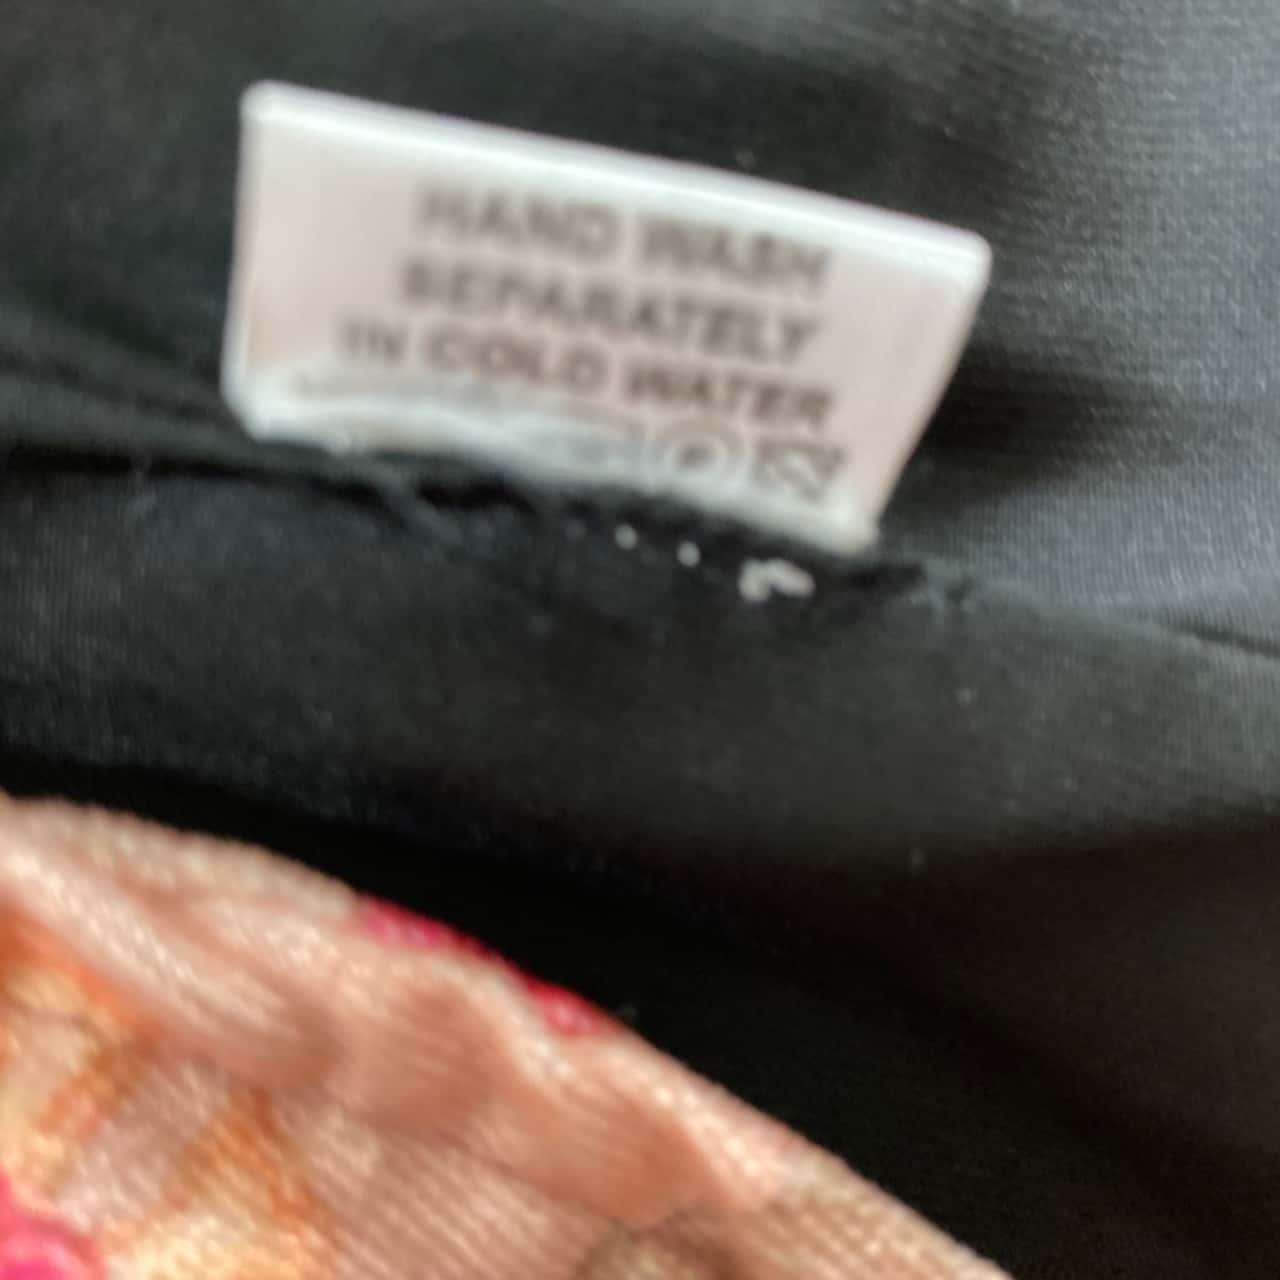 HAND WASH
SEPARATELY
IN COLD WATER